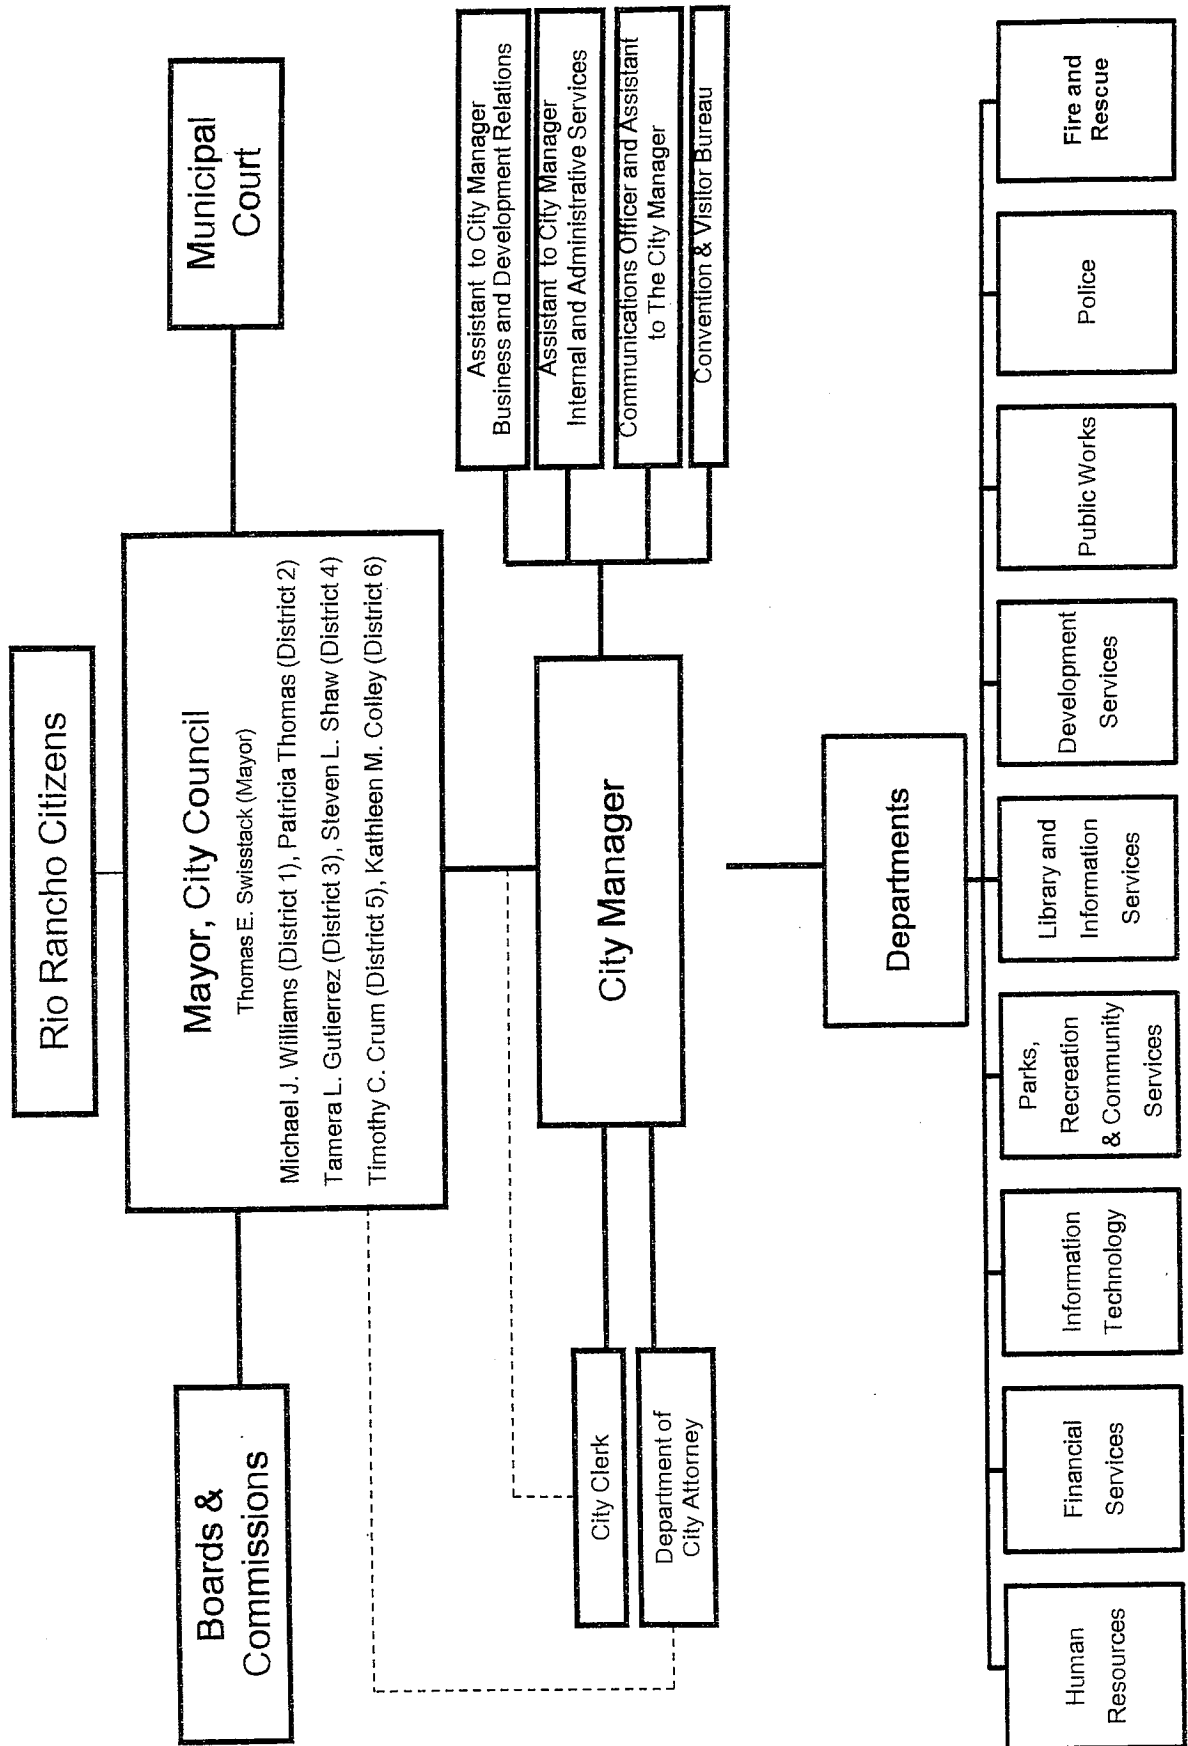 Rio Rancho Citizens
Mayor, City Council
Thomas E. Swisstack (Mayor)
Michael J. Williams (District 1), Patricia Thomas (District 2)
Tamera L. Gutierrez (District 3), Steven L. Shaw (District 4)
Timothy C. Crum (District 5), Kathleen M. Colley (District 6)
Boards &
Commissions
Municipal
Court
City Manager
City Clerk
Department of
City Attorney
Assistant to City Manager
Business and Development Relations
Assistant to City Manager
Internal and Administrative Services
Communications Officer and Assistant
to The City Manager
Convention & Visitor Bureau
Departments
Human
Resources
Financial
Services
Information
Technology
Parks,
Recreation
& Community
Services
Library and
Information
Services
Development
Services
Public Works
Police
Fire and
Rescue